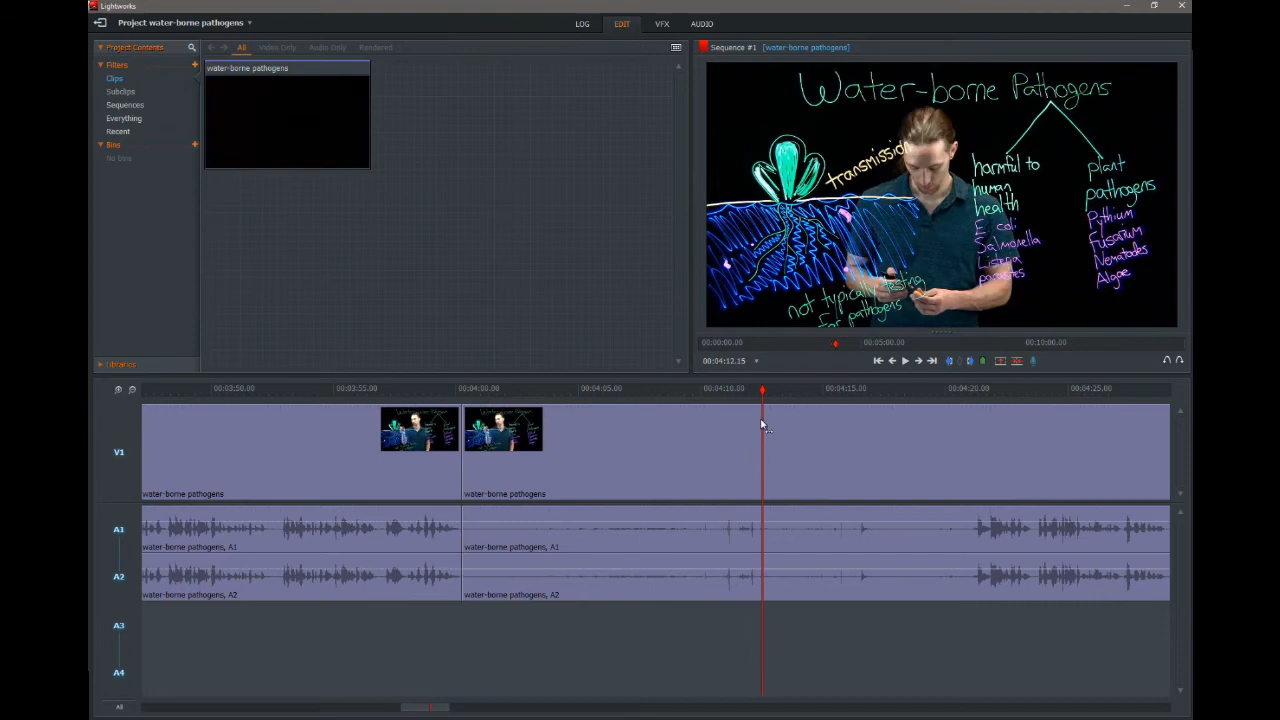 Lightworks
Project water-borne pathogens
LOG
EDIT
VFX
AUDIO
Project Contents
Filters
Clips
Subclips
Sequences
Everything
Recent
Bins
No bins
Libraries
All
Video Only
Audio Only
Rendered
water-borne pathogens
Sequence #1 [water-borne pathogens]
Water-borne Pathogens
transmission
harmful to
human
health
E coli
Salmonella
Listeria
parasites
plant
pathogens
Pythium
Fusarium
Nematodes
Algae
not typically testing
for pathogens
00:00:00.00
00:05:00.00
00:10:00.00
00:04:12.15
00:03:50.00
00:03:55.00
00:04:00.00
00:04:05.00
00:04:10.00
00:04:15.00
00:04:20.00
00:04:25.00
V1
water-borne pathogens
water-borne pathogens
A1
water-borne pathogens, A1
water-borne pathogens, A1
A2
water-borne pathogens, A2
water-borne pathogens, A2
A3
A4
All